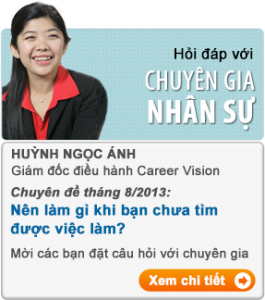 Hỏi đáp với
CHUYÊN GIA
NHÂN SỰ
HUỲNH NGỌC ÁNH
Giám đốc điều hành Career Vision
Chuyên đề tháng 8/2013:
Nên làm gì khi bạn chưa tìm
được việc làm?
Mời các bạn đặt câu hỏi với chuyên gia
Xem chi tiết